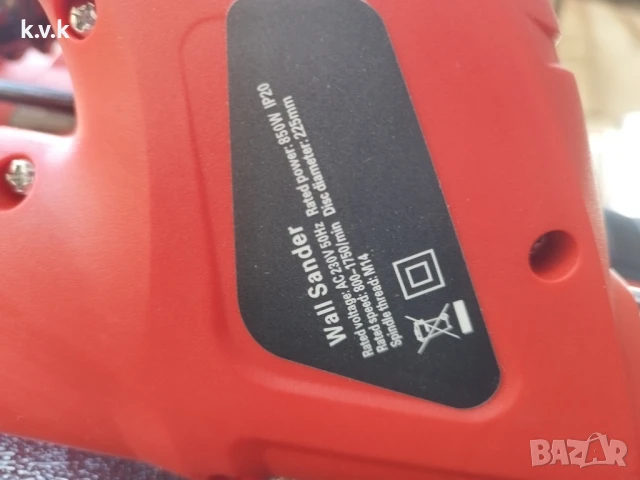 k.v.k
Wall Sander
Rated voltage: AC 230V 50Hz Rated power: 850W IP20
Rated speed: 800-1750/min Disc diameter: 225mm
Spindle thread: M14
BAZAR